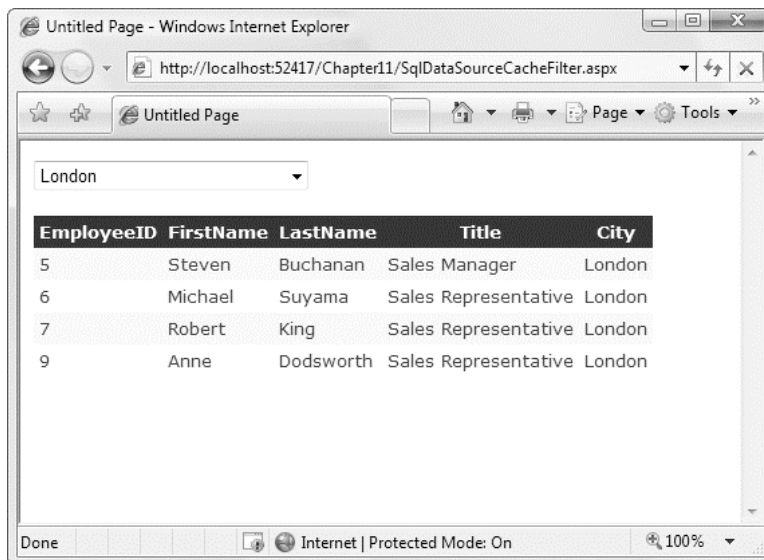 Untitled Page - Windows Internet Explorer
http://localhost:52417/Chapter11/SqlDataSourceCacheFilter.aspx
Untitled Page
Page
Tools
London
EmployeeID FirstName LastName Title City
5 Steven Buchanan Sales Manager London
6 Michael Suyama Sales Representative London
7 Robert King Sales Representative London
9 Anne Dodsworth Sales Representative London
Done
Internet | Protected Mode: On
100%